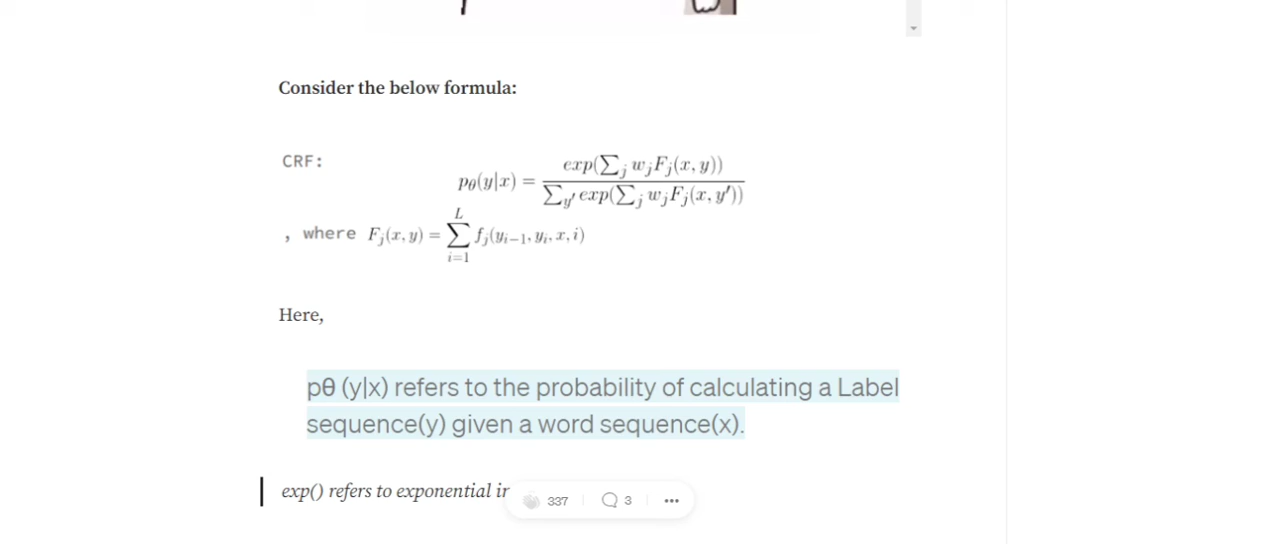 Consider the below formula:
CRF:
pθ(y|x) = exp(∑j wjFj(x, y)) / ∑y′ exp(∑j wjFj(x, y′))
, where Fj(x, y) = ∑_{i=1}^{L} fj(yi−1, yi, x, i)
Here,
pθ (y|x) refers to the probability of calculating a Label
sequence(y) given a word sequence(x).
exp() refers to exponential
337
3